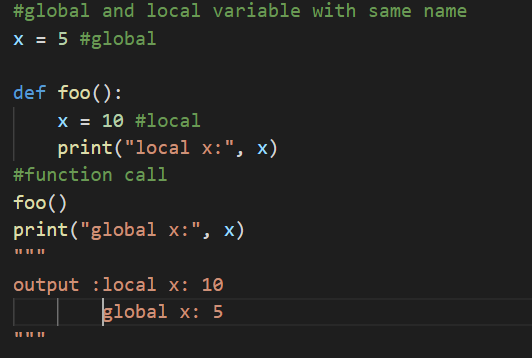 #global and local variable with same name
x = 5 #global

def foo():
    x = 10 #local
    print("local x:", x)
#function call
foo()
print("global x:", x)
"""
output :local x: 10
        global x: 5
"""